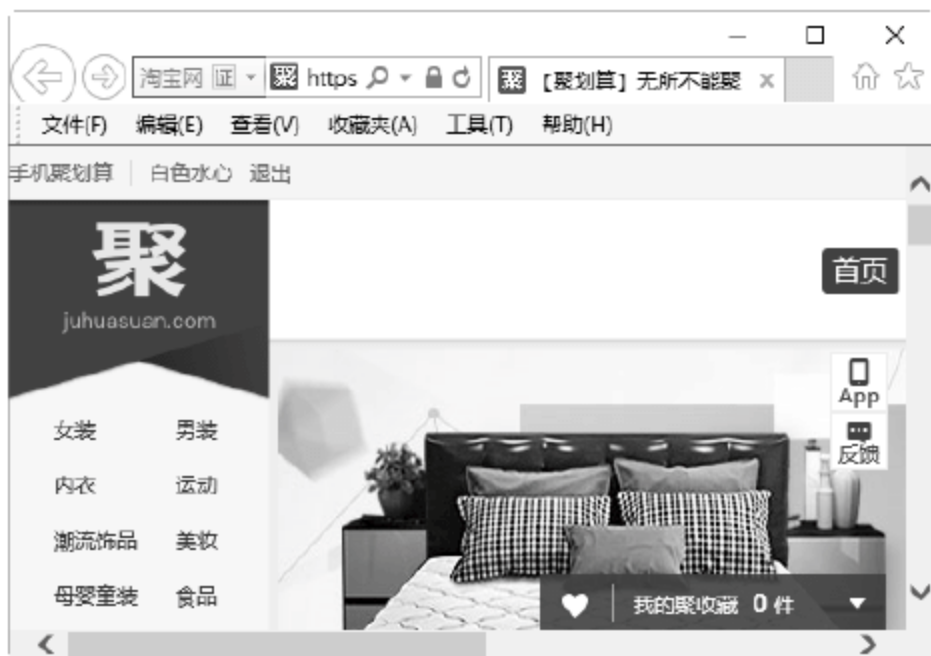 淘宝网 证 聚 https 聚 【聚划算】无所不能聚
文件(F) 编辑(E) 查看(V) 收藏夹(A) 工具(T) 帮助(H)
手机聚划算 白色水心 退出
聚
juhuasuan.com
首页
App
反馈
女装 男装
内衣 运动
潮流饰品 美妆
母婴童装 食品
我的聚收藏 0 件